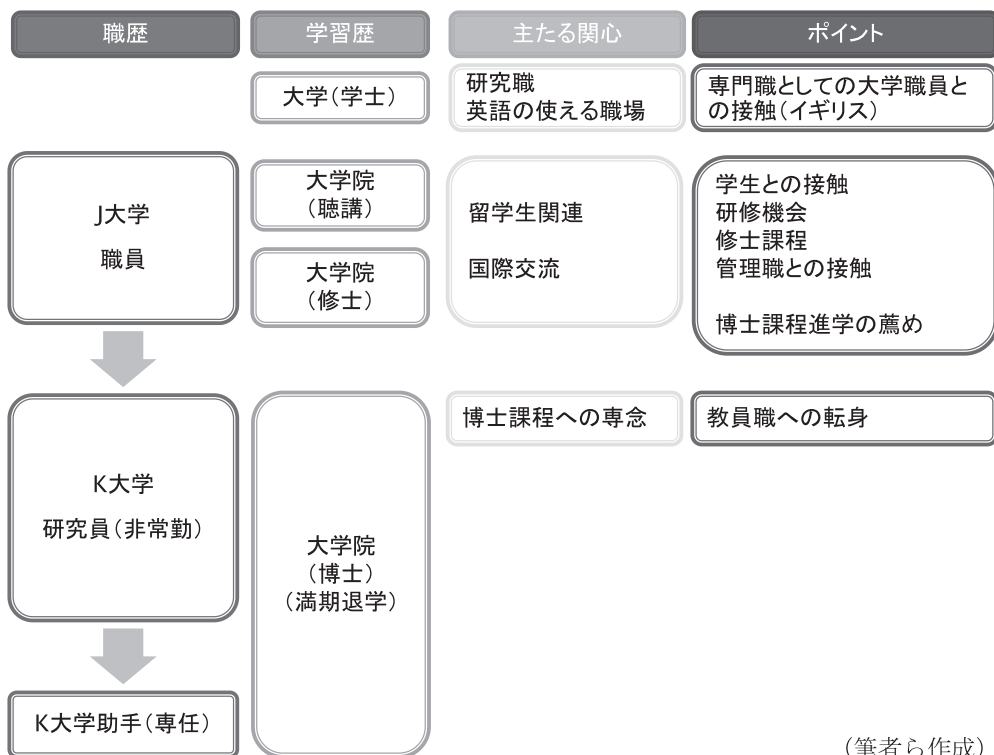 職歴
学習歴
主たる関心
ポイント
大学(学士)
研究職
英語の使える職場
専門職としての大学職員と
の接触(イギリス)
J大学
職員
大学院
(聴講)
大学院
(修士)
留学生関連
国際交流
学生との接触
研修機会
修士課程
管理職との接触
博士課程進学の薦め
K大学
研究員(非常勤)
大学院
(博士)
(満期退学)
博士課程への専念
教員職への転身
K大学助手(専任)
(筆者ら作成)